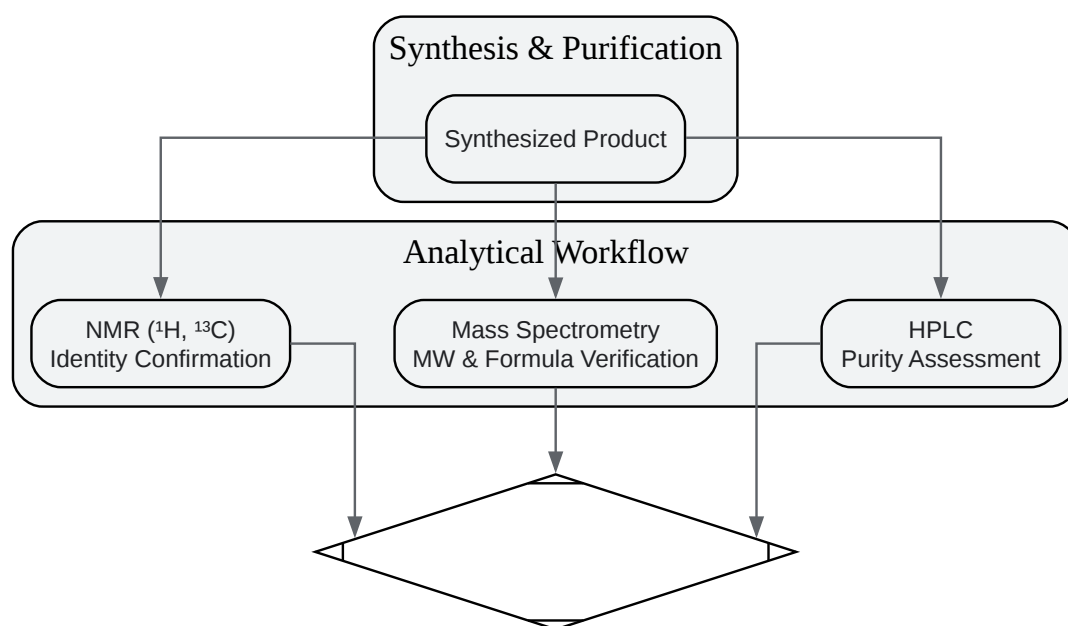 Synthesis & Purification
Synthesized Product
Analytical Workflow
NMR (¹H, ¹³C)
Identity Confirmation
Mass Spectrometry
MW & Formula Verification
HPLC
Purity Assessment